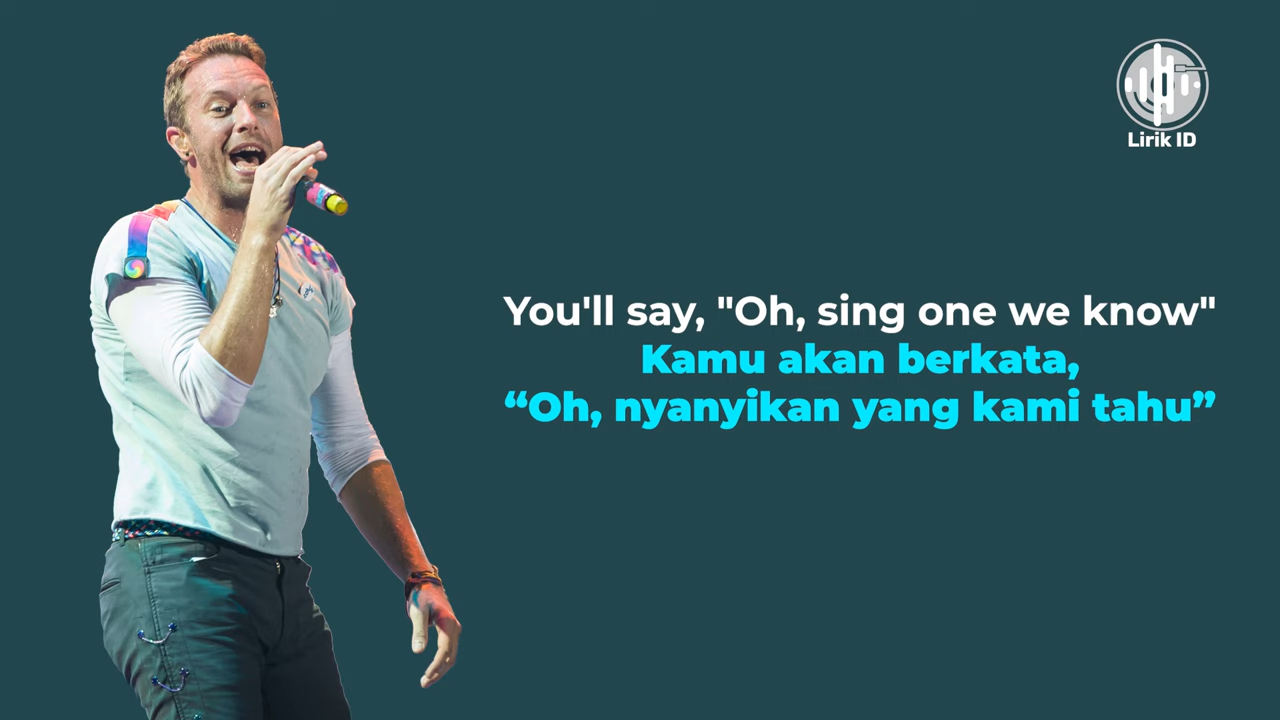 Lirik ID
You'll say, "Oh, sing one we know"
Kamu akan berkata,
“Oh, nyanyikan yang kami tahu”